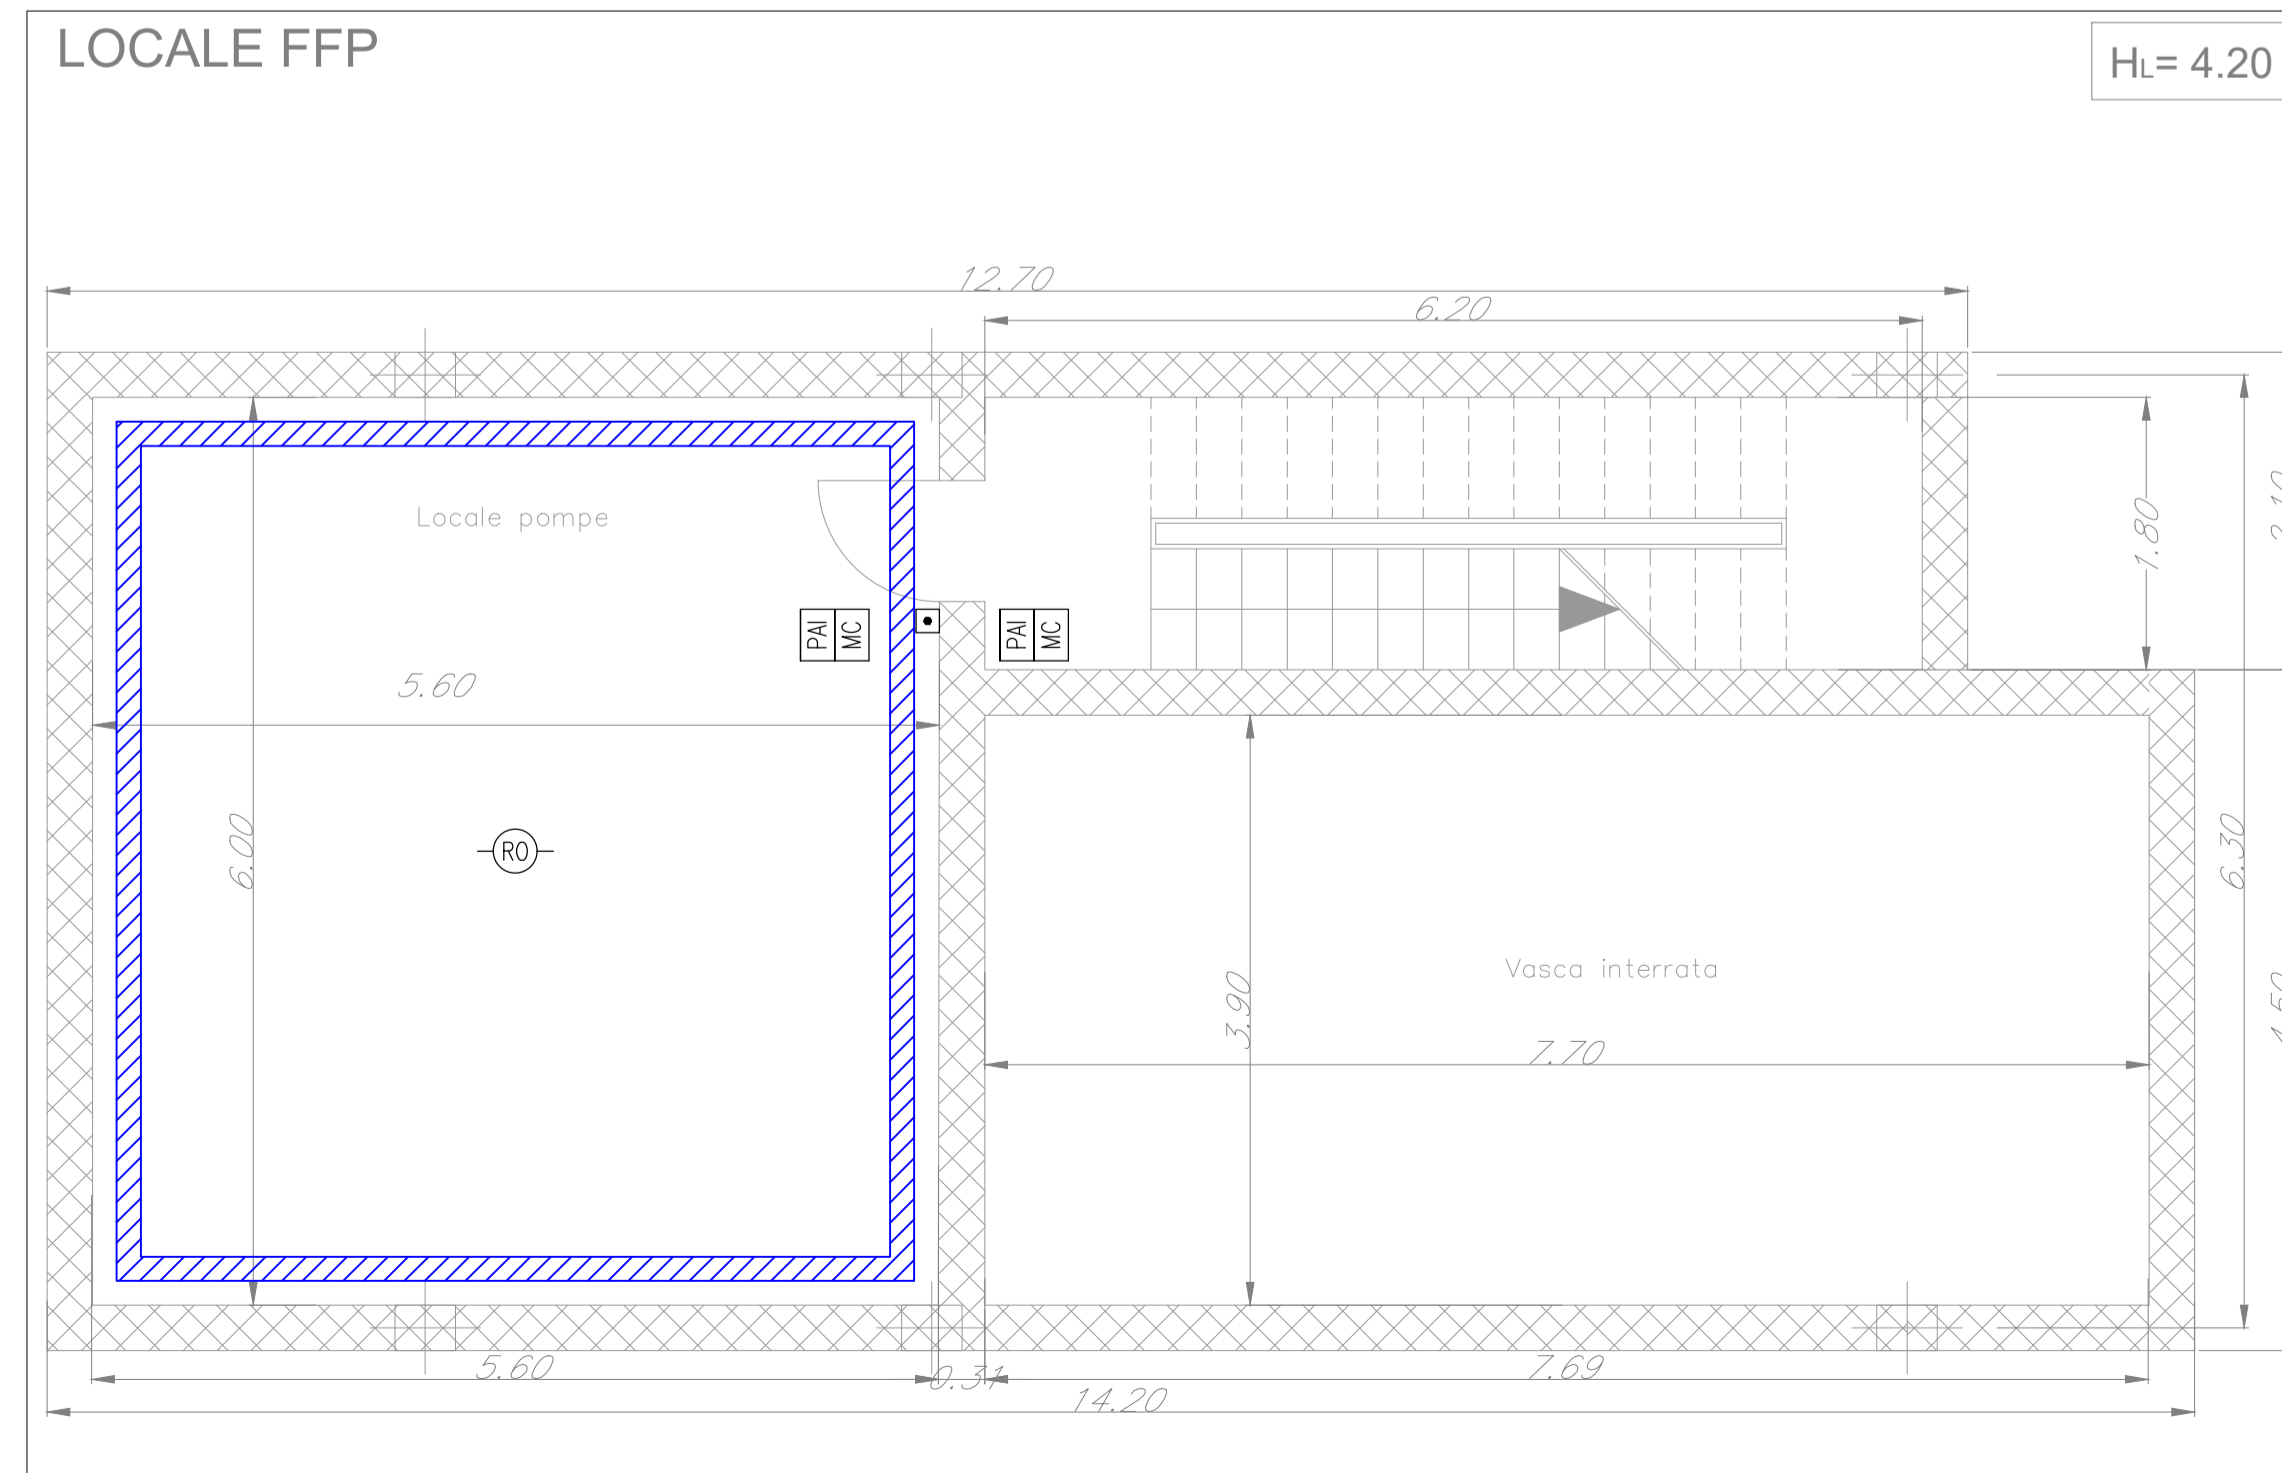 LOCALE FFP
HL= 4.20
12.70
6.20
Locale pompe
1.80
PAI
MC
PAI
MC
5.60
6.00
RO
6.30
Vasca interrata
3.90
7.70
5.60
0.31
7.69
14.20